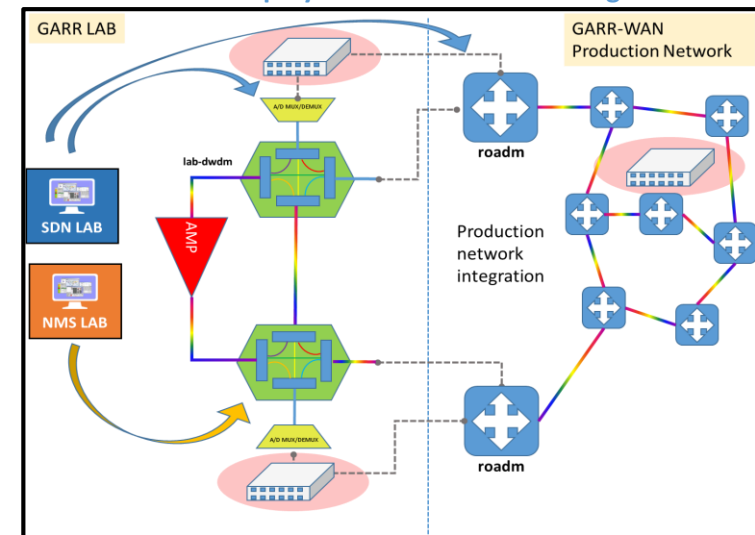 GARR LAB
GARR-WAN
Production Network
A/D MUX/DEMUX
lab-dwdm
roadm
SDN LAB
AMP
Production
network
integration
NMS LAB
A/D MUX/DEMUX
roadm